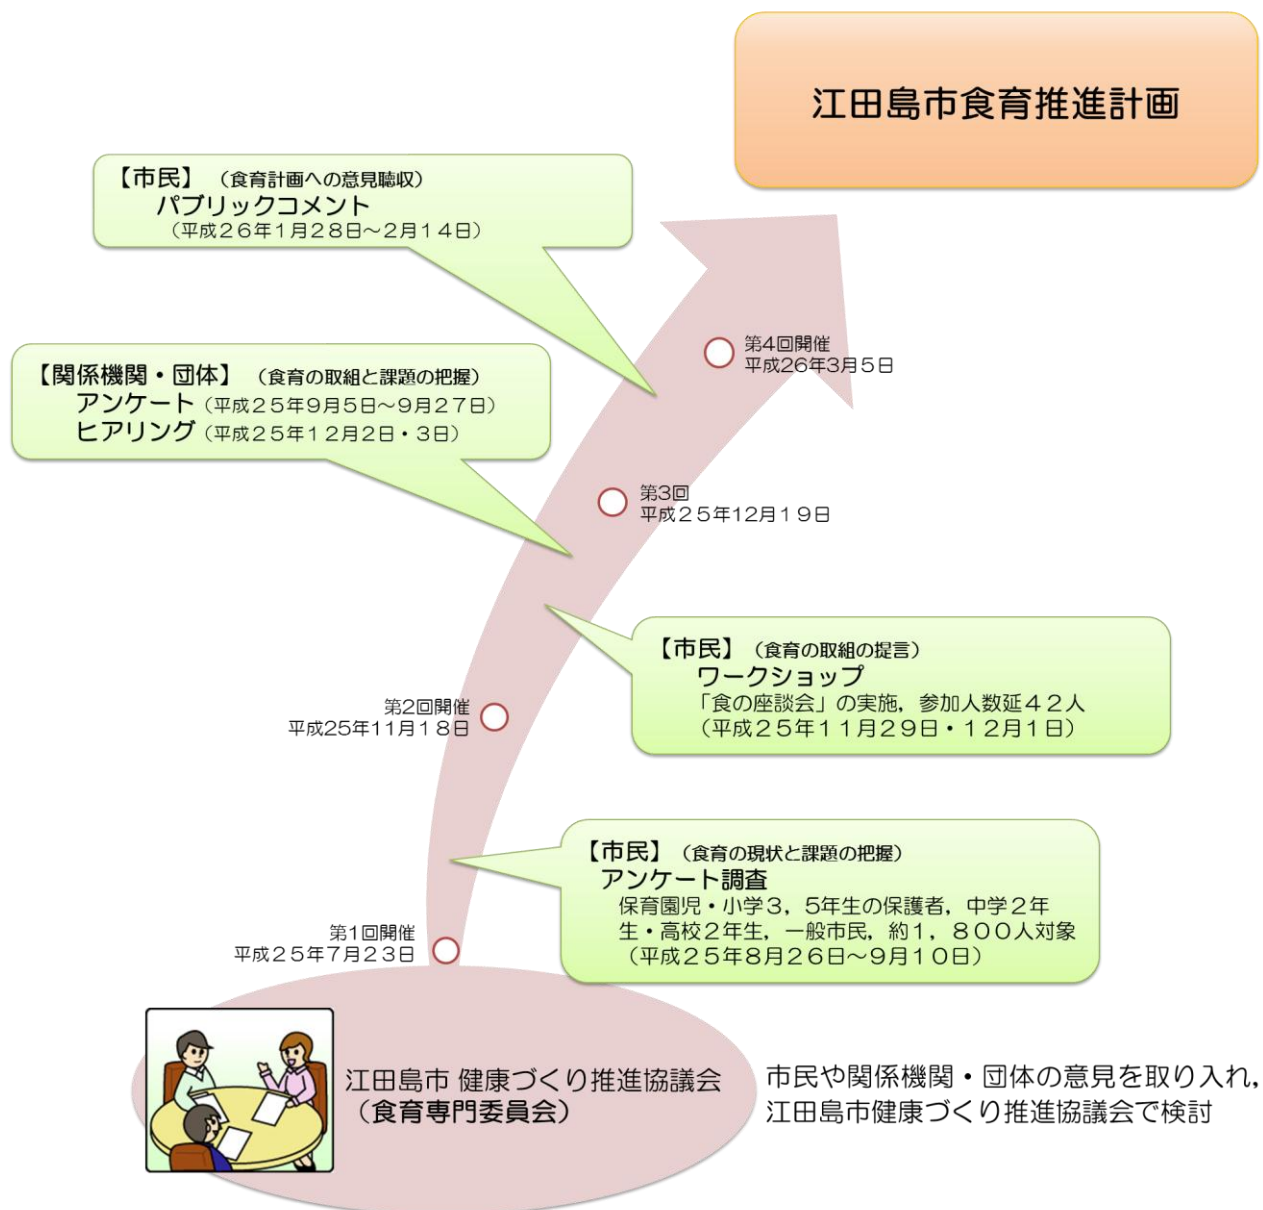 江田島市食育推進計画
【市民】（食育計画への意見聴収）
パブリックコメント
（平成２６年１月２８日～２月１４日）
第4回開催
平成26年3月５日
【関係機関・団体】（食育の取組と課題の把握）
アンケート（平成２５年９月５日～９月２７日）
ヒアリング（平成２５年１２月２日・３日）
第3回
平成２５年12月１９日
【市民】（食育の取組の提言）
ワークショップ
「食の座談会」の実施，参加人数延４２人
（平成２５年１１月２９日・１２月１日）
第2回開催
平成25年11月１８日
【市民】（食育の現状と課題の把握）
アンケート調査
保育園児・小学３，５年生の保護者，中学２年
生・高校２年生，一般市民，約１，８００人対象
（平成２５年８月２６日～９月１０日）
第1回開催
平成２５年７月２３日
江田島市 健康づくり推進協議会
（食育専門委員会）
市民や関係機関・団体の意見を取り入れ，
江田島市健康づくり推進協議会で検討